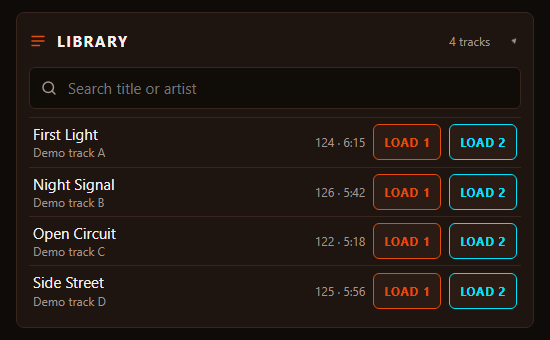 LIBRARY 4 tracks
Search title or artist
First Light
Demo track A
124 · 6:15 LOAD 1 LOAD 2
Night Signal
Demo track B
126 · 5:42 LOAD 1 LOAD 2
Open Circuit
Demo track C
122 · 5:18 LOAD 1 LOAD 2
Side Street
Demo track D
125 · 5:56 LOAD 1 LOAD 2